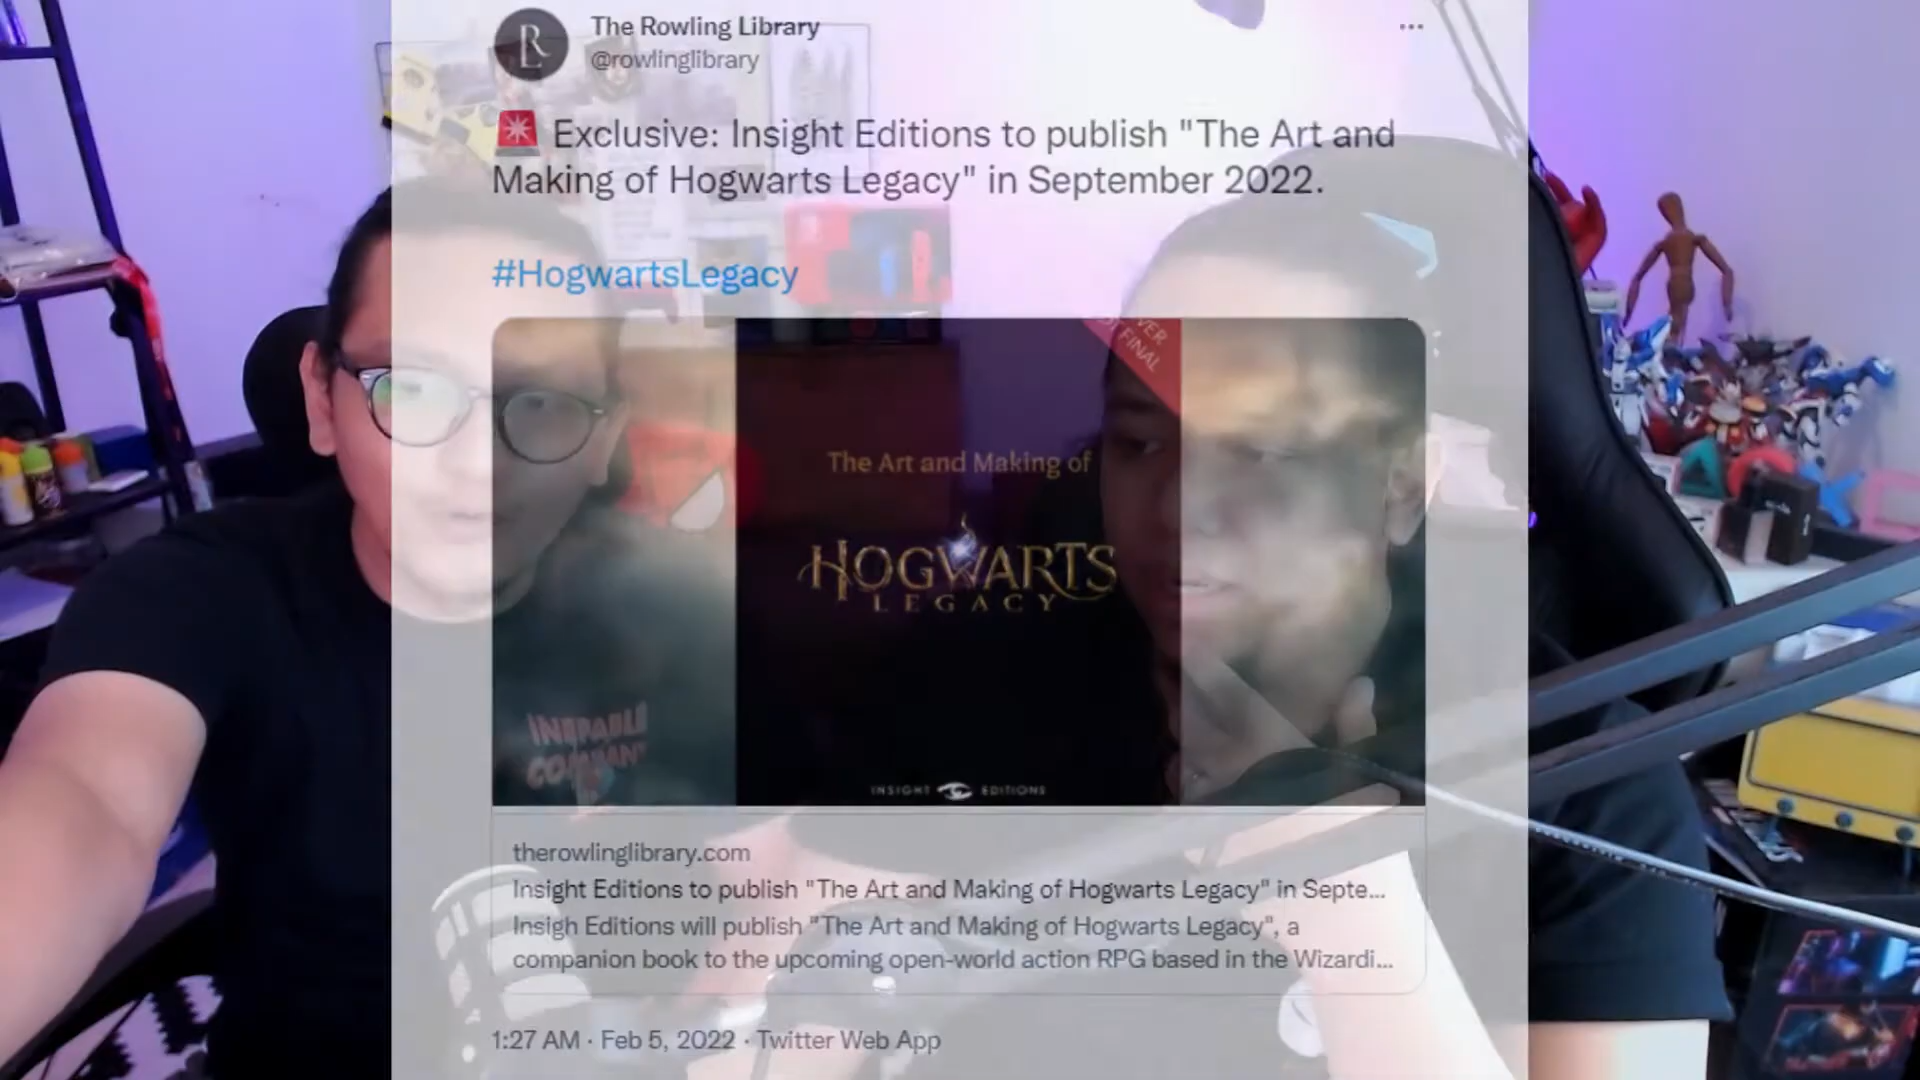 The Rowling Library
@rowlinglibrary
Exclusive: Insight Editions to publish "The Art and
Making of Hogwarts Legacy" in September 2022.
#HogwartsLegacy
FINAL
The Art and Making of
HOGWARTS
LEGACY
INSIGHT EDITIONS
therowlinglibrary.com
Insight Editions to publish "The Art and Making of Hogwarts Legacy" in Septe...
Insigh Editions will publish "The Art and Making of Hogwarts Legacy", a
companion book to the upcoming open-world action RPG based in the Wizardi...
1:27 AM · Feb 5, 2022 · Twitter Web App